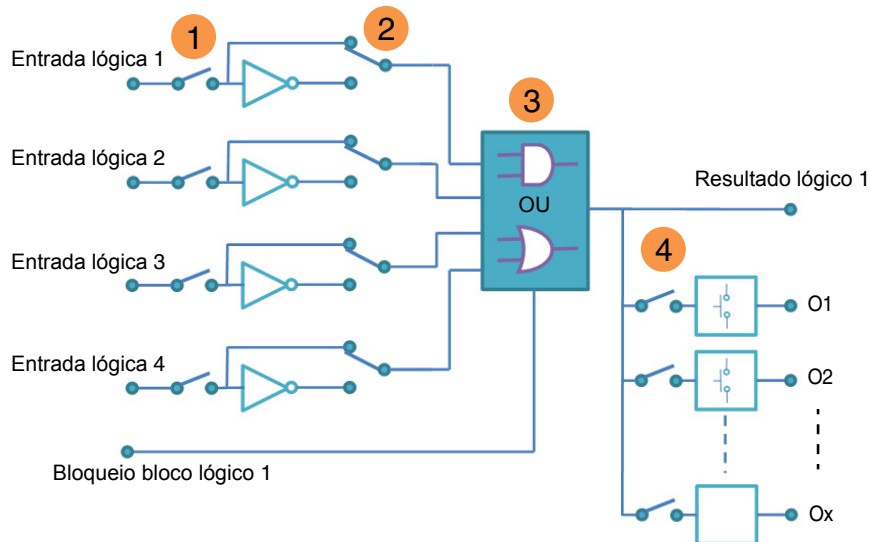 1
2
Entrada lógica 1
3
Entrada lógica 2
OU
Resultado lógico 1
Entrada lógica 3
4
O1
Entrada lógica 4
O2
Bloqueio bloco lógico 1
Ox